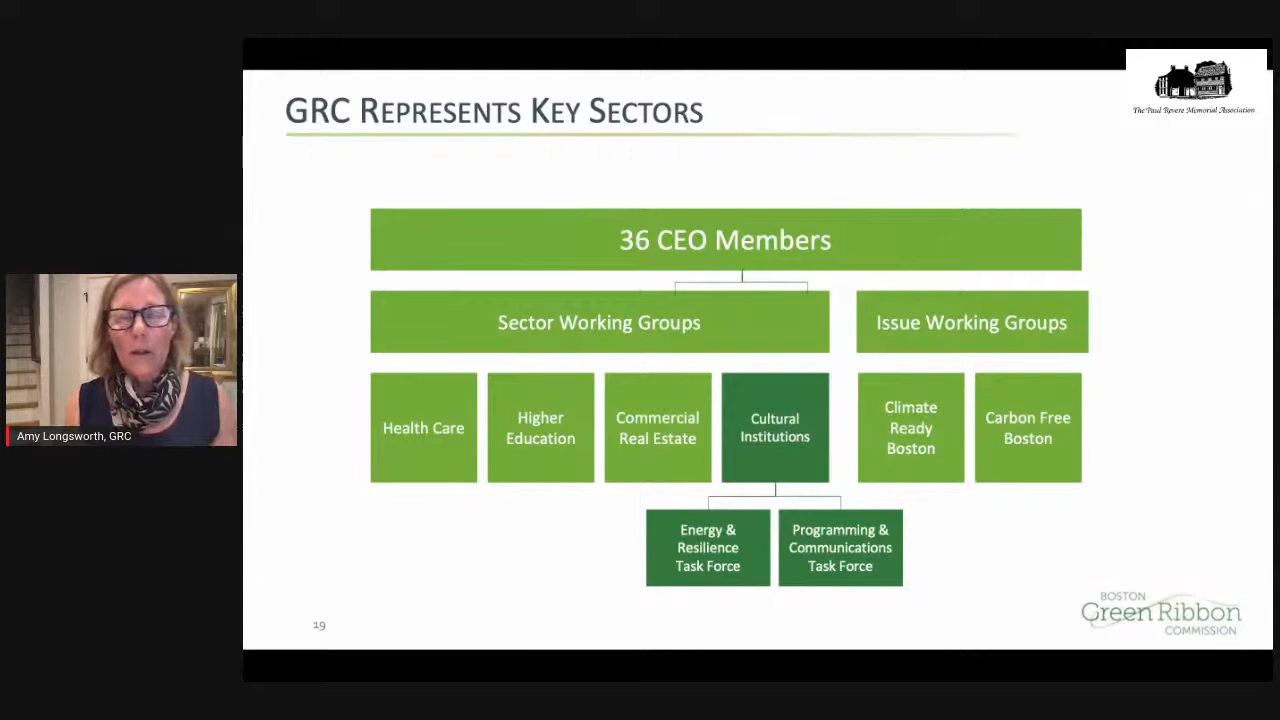 The Paul Revere Memorial Association
GRC Represents Key Sectors
36 CEO Members
Sector Working Groups
Issue Working Groups
Health Care
Higher
Education
Commercial
Real Estate
Cultural
Institutions
Climate
Ready
Boston
Carbon Free
Boston
Energy &
Resilience
Task Force
Programming &
Communications
Task Force
Amy Longsworth, GRC
19
BOSTON
Green Ribbon
COMMISSION